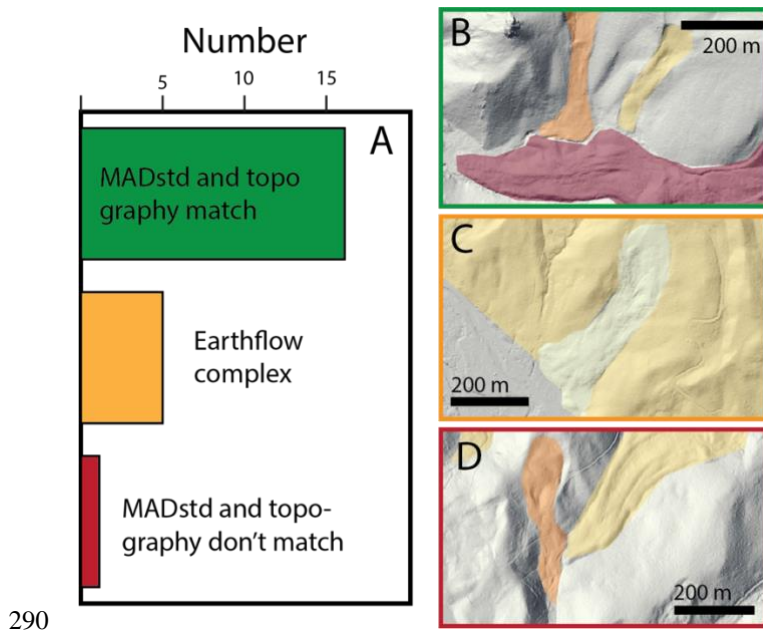 Number
5 10 15
A
MADstd and topo
graphy match
Earthflow
complex
MADstd and topo-
graphy don't match
B
200 m
C
200 m
D
200 m
290